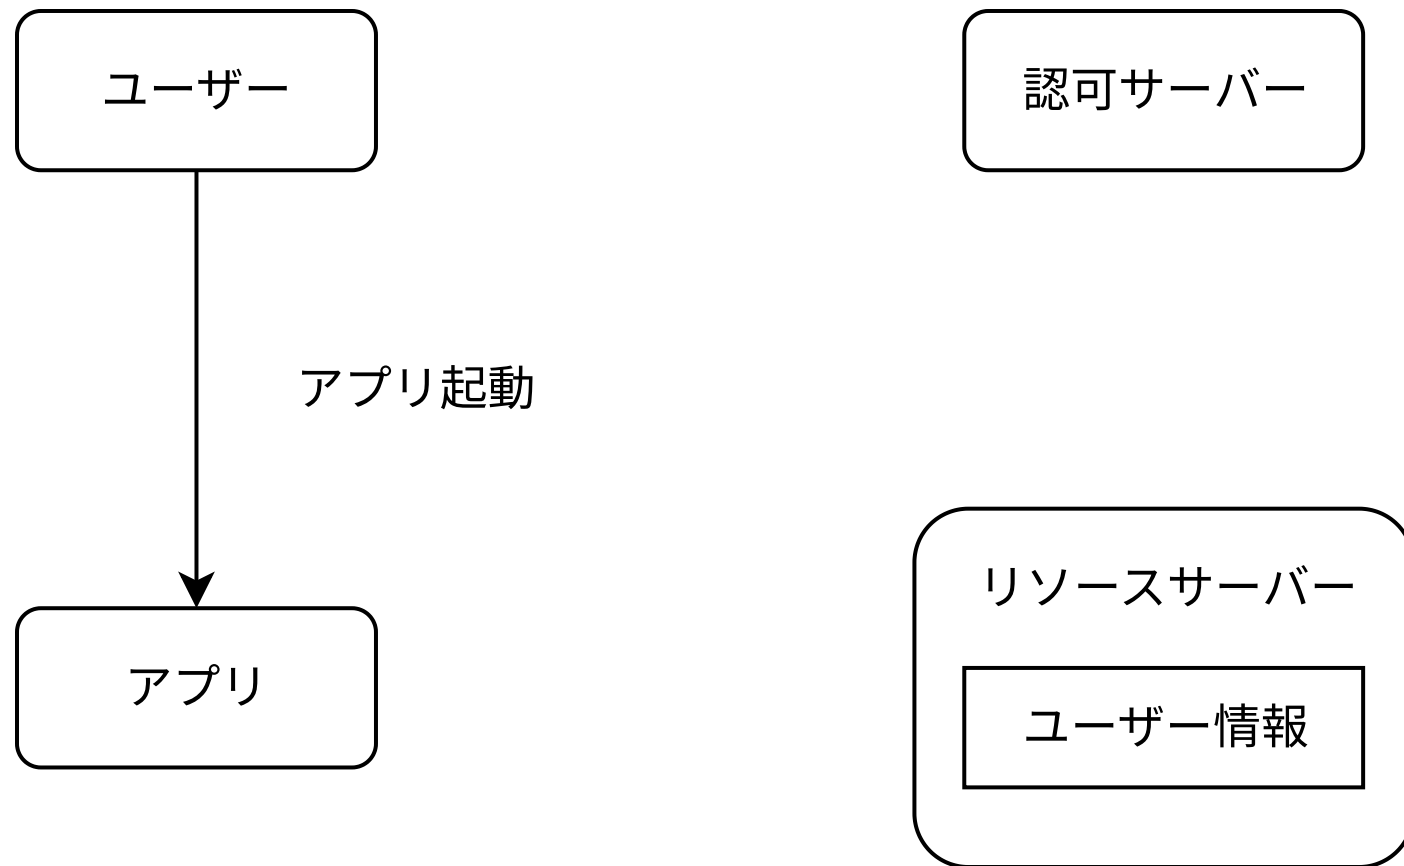 ユーザー
認可サーバー
アプリ起動
リソースサーバー
アプリ
ユーザー情報